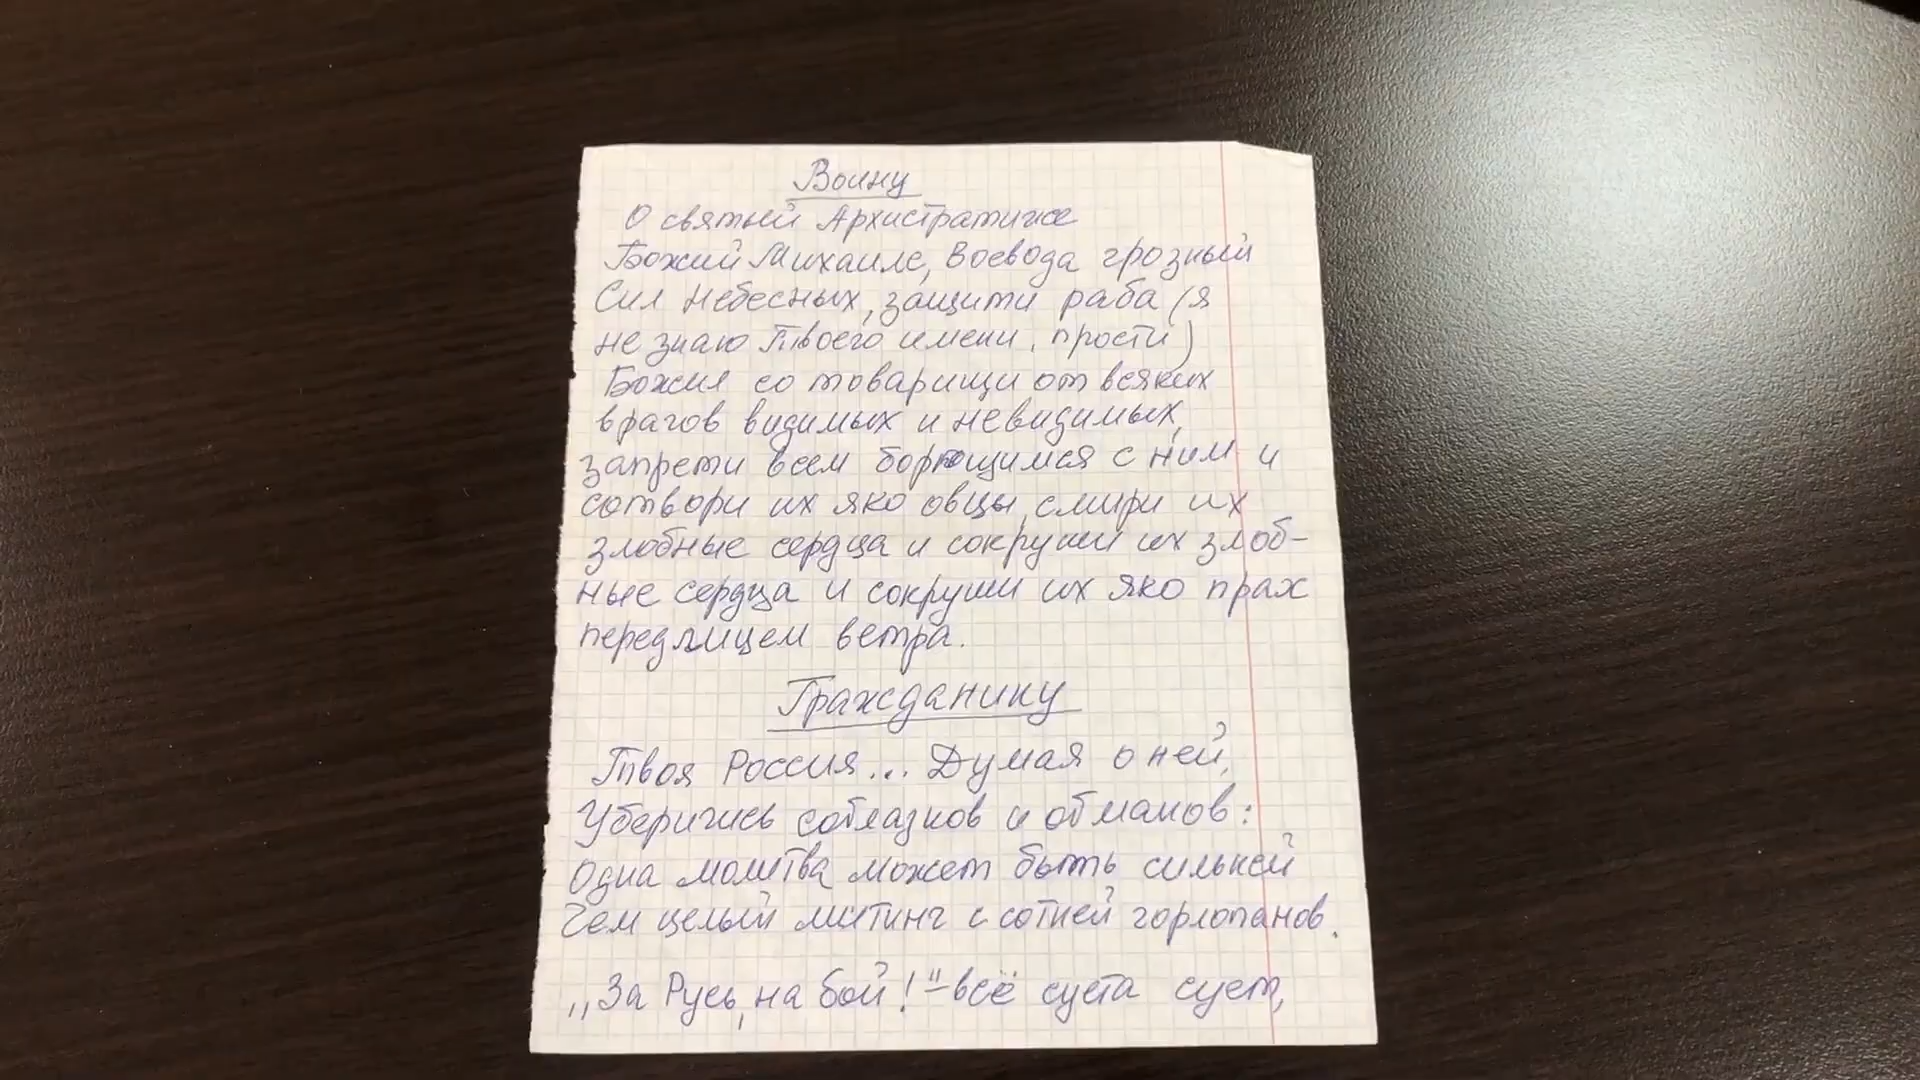 Воину
О святый Архистратиже
Божий Михаиле, Воевода грозный
Сил Небесных, защити раба (я
не знаю Твоего имени, прости)
Божия со товарищи от всяких
врагов видимых и невидимых,
запрети всем борющимся с ним и
сотвори их яко овцы, смири их
злобные сердца и сокруши их злоб-
ные сердца и сокруши их яко прах
перед лицем ветра.
Гражданину
Твоя Россия... Думая о ней,
Уберигись соблазнов и обманов:
Одна молитва может быть сильней
Чем целый митинг с сотней горлопанов.
„За Русь, на бой!" – всё суета сует,